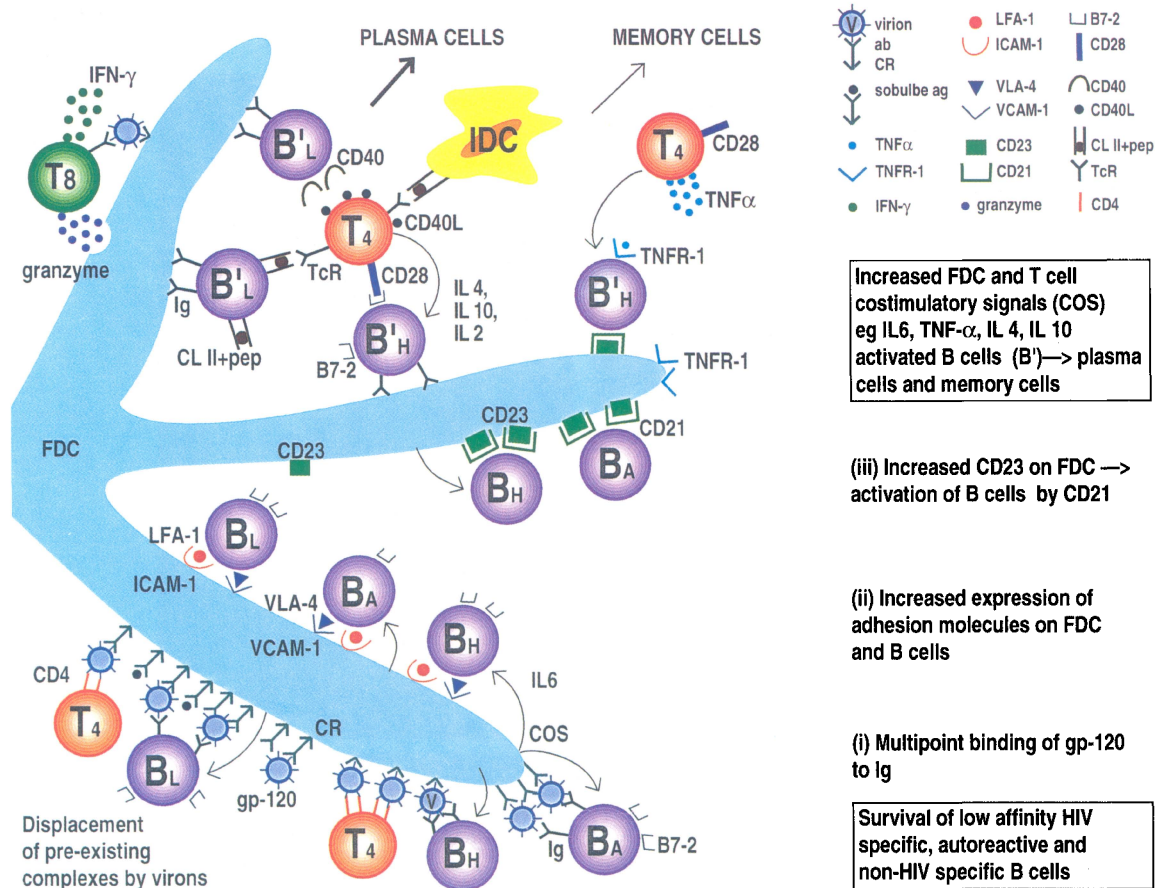 PLASMA CELLS
MEMORY CELLS
IFN-γ
T8
granzyme
B'L
CD40
IDC
T4
CD28
TNFα
CD40L
T4
TcR
CD28
B'L
Ig
CL II+pep
IL 4,
IL 10,
IL 2
B'H
B7-2
TNFR-1
B'H
TNFR-1
FDC
CD23
CD23
CD21
BH
BA
LFA-1
BL
ICAM-1
VLA-4
BA
VCAM-1
BH
IL6
CD4
T4
CR
COS
BL
gp-120
V
T4
BH
Ig
BA
B7-2
Displacement
of pre-existing
complexes by virons
V
virion
ab
CR
sobulbe ag
TNFα
TNFR-1
IFN-γ
LFA-1
ICAM-1
VLA-4
VCAM-1
CD23
CD21
granzyme
B7-2
CD28
CD40
CD40L
CL II+pep
TcR
CD4
Increased FDC and T cell
costimulatory signals (COS)
eg IL6, TNF-α, IL 4, IL 10
activated B cells (B')—> plasma
cells and memory cells
(iii) Increased CD23 on FDC —>
activation of B cells by CD21
(ii) Increased expression of
adhesion molecules on FDC
and B cells
(i) Multipoint binding of gp-120
to Ig
Survival of low affinity HIV
specific, autoreactive and
non-HIV specific B cells